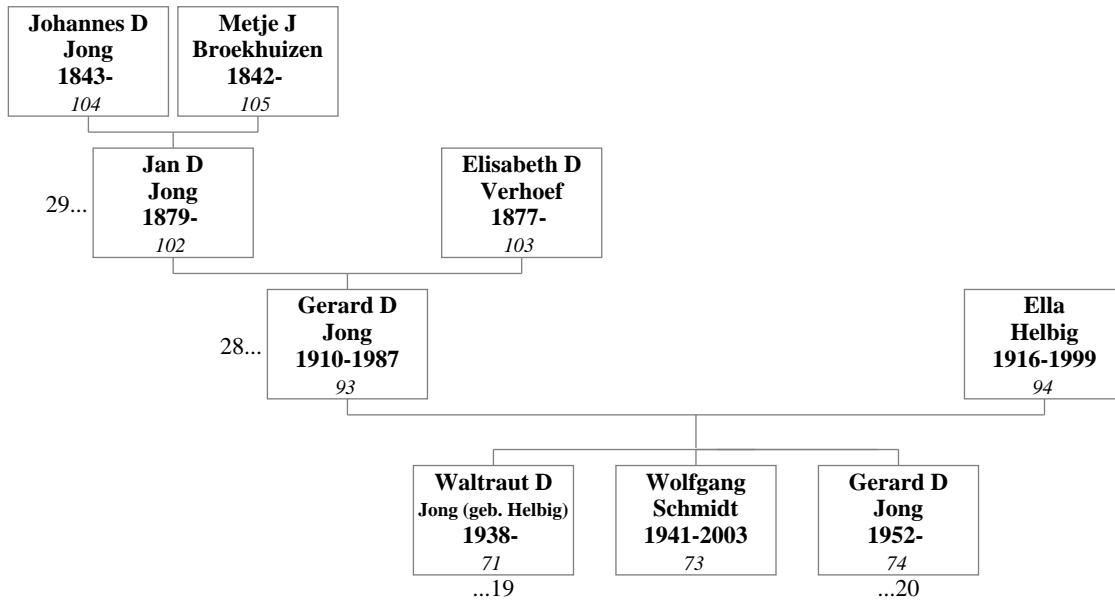 Johannes D
Jong
1843-
104
Metje J
Broekhuizen
1842-
105
29...
Jan D
Jong
1879-
102
Elisabeth D
Verhoef
1877-
103
28...
Gerard D
Jong
1910-1987
93
Ella
Helbig
1916-1999
94
Waltraut D
Jong (geb. Helbig)
1938-
71
...19
Wolfgang
Schmidt
1941-2003
73
Gerard D
Jong
1952-
74
...20